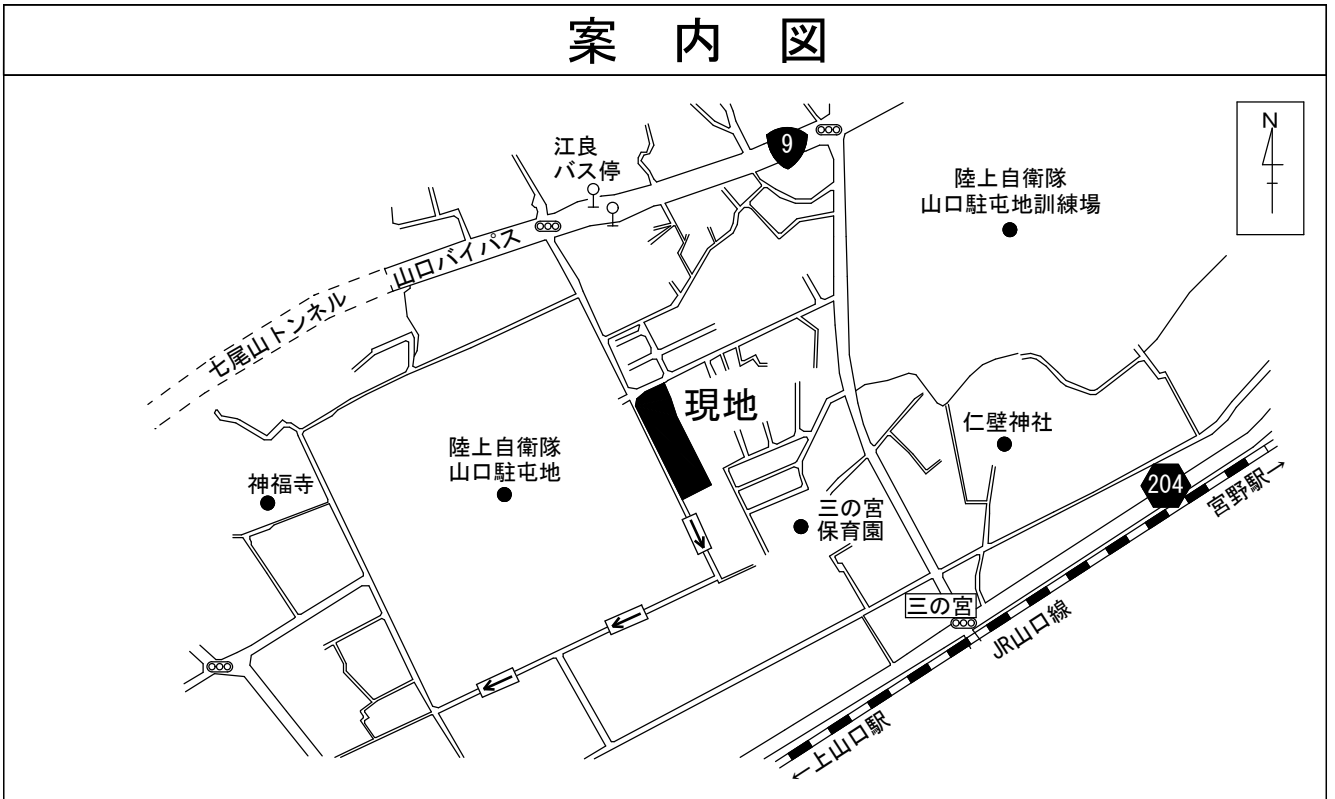 案内図
N
9
江良
バス停
陸上自衛隊
山口駐屯地訓練場
山口バイパス
七尾山トンネル
現地
仁壁神社
陸上自衛隊
山口駐屯地
神福寺
204
三の宮
保育園
宮野駅→
三の宮
JR山口線
←上山口駅